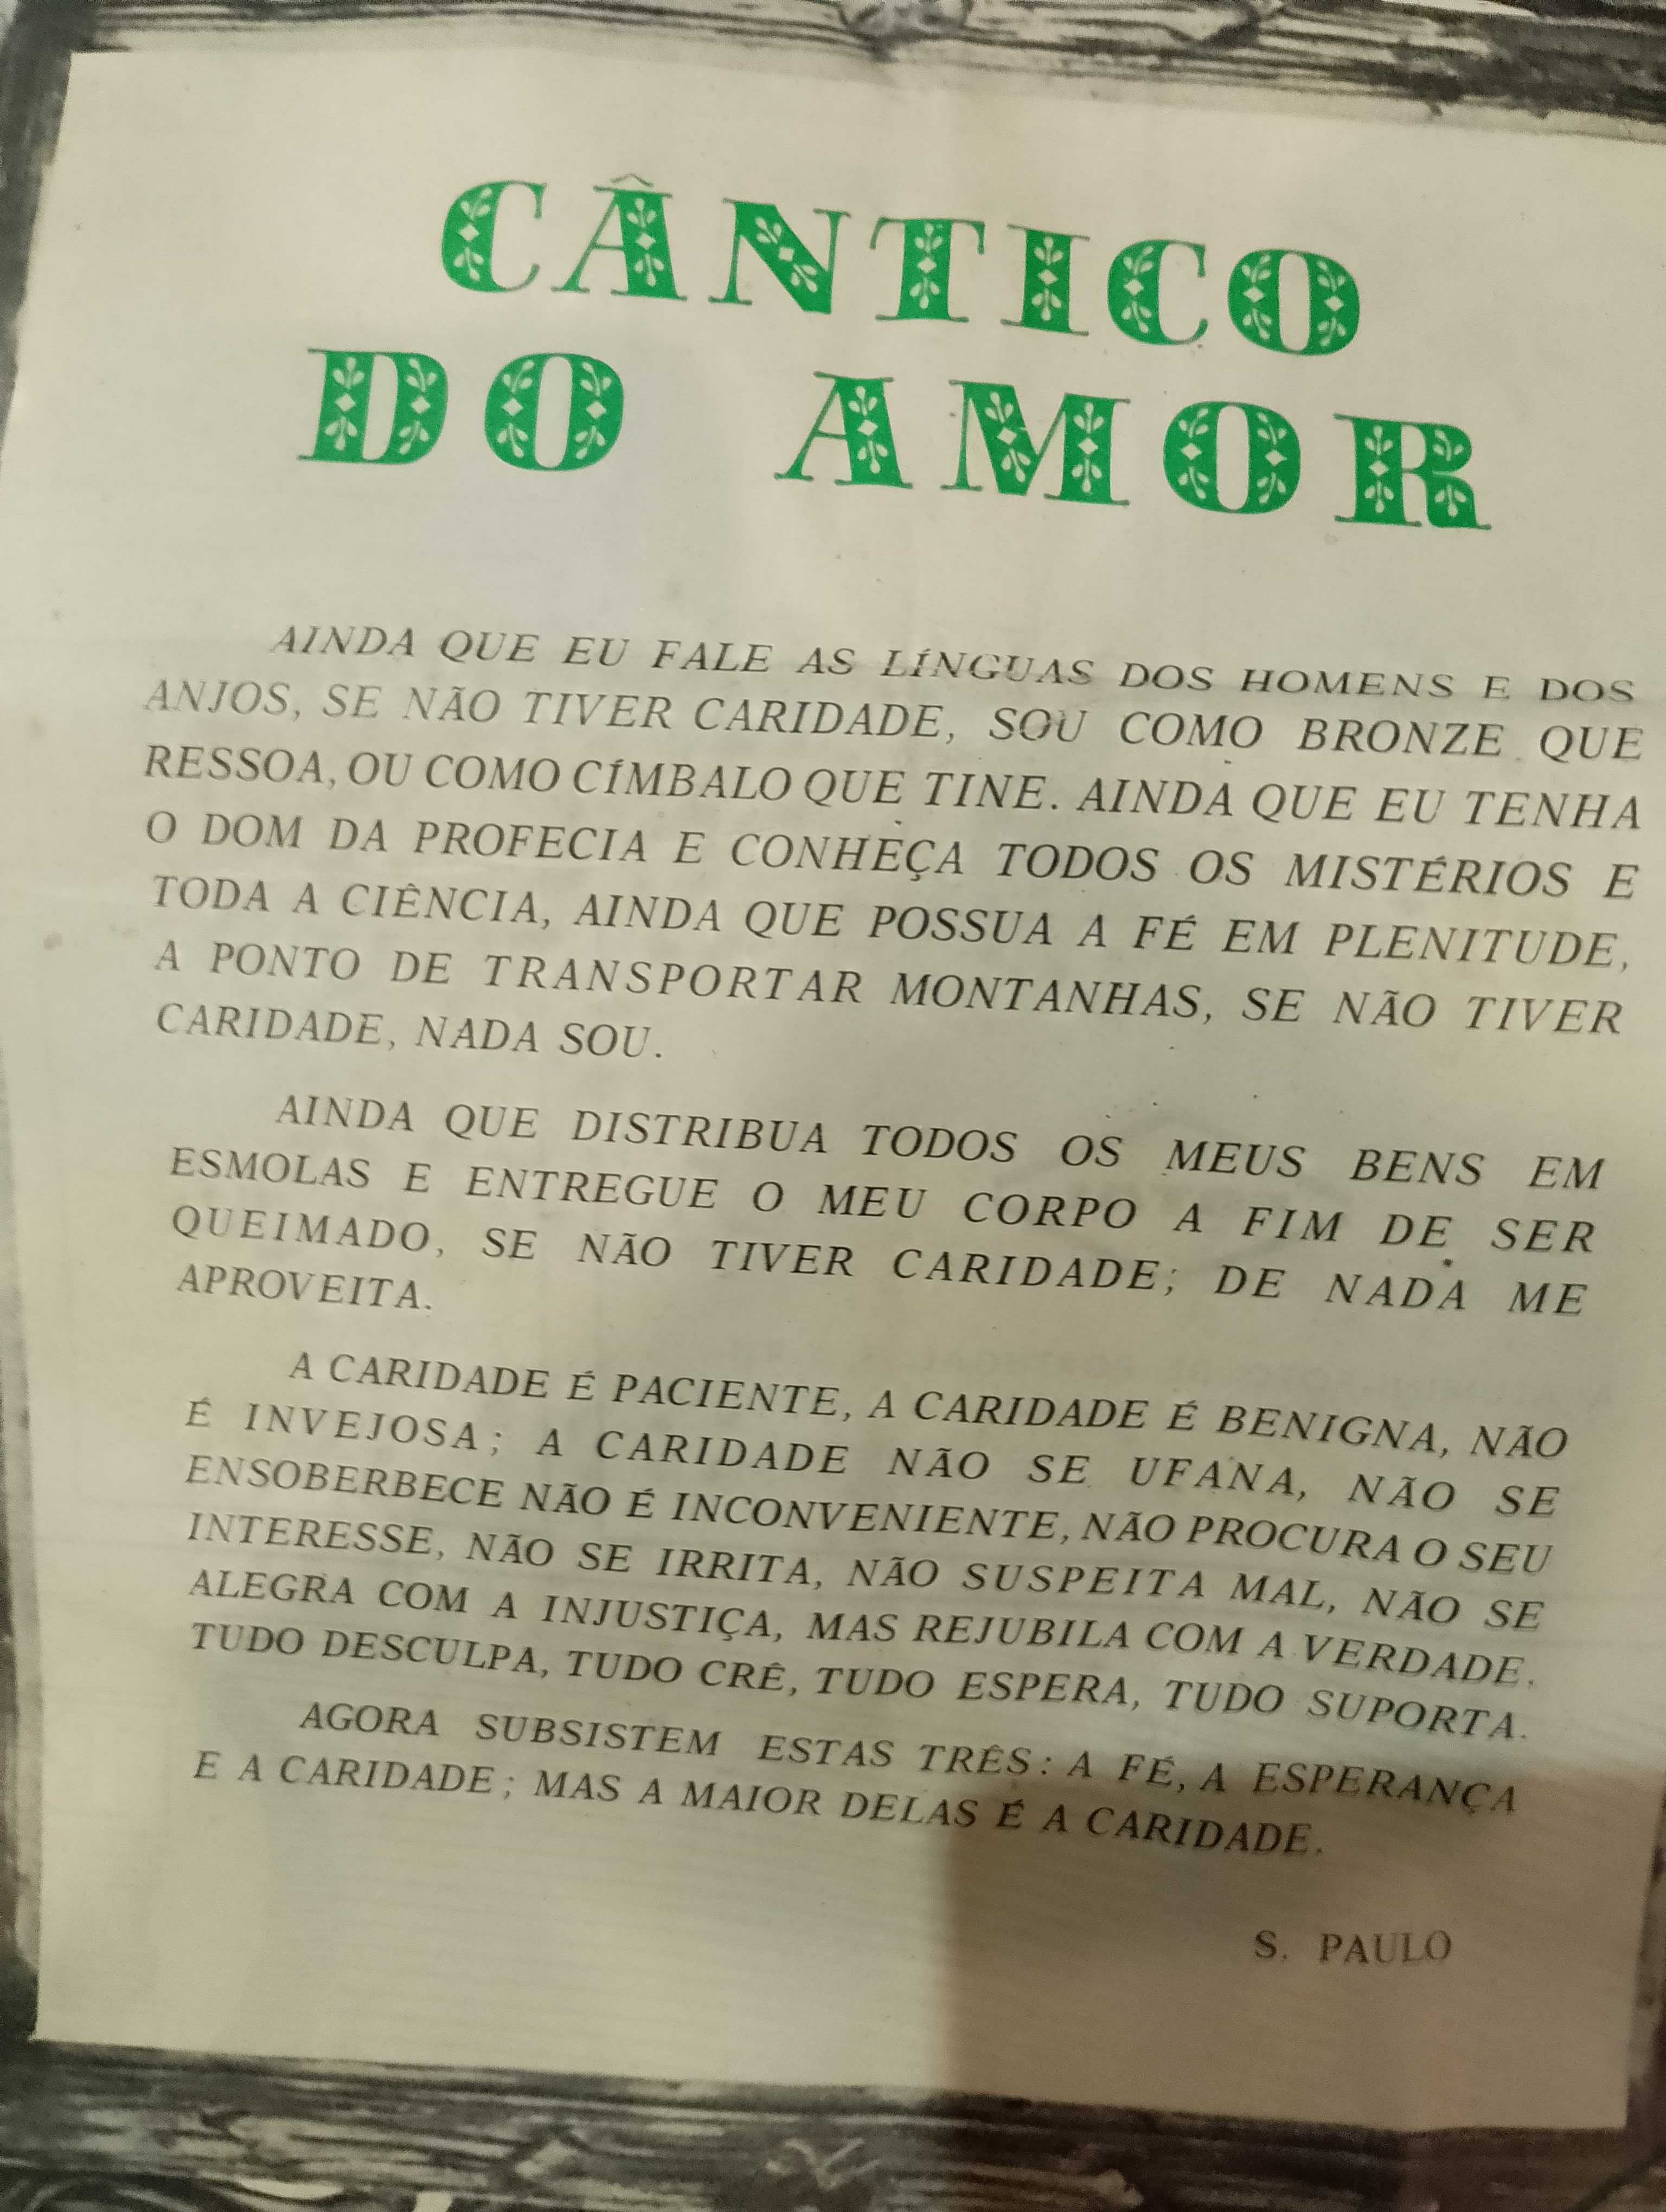 CÂNTICO
DO AMOR
AINDA QUE EU FALE AS LÍNGUAS DOS HOMENS E DOS
ANJOS, SE NÃO TIVER CARIDADE, SOU COMO BRONZE QUE
RESSOA, OU COMO CÍMBALO QUE TINE. AINDA QUE EU TENHA
O DOM DA PROFECIA E CONHEÇA TODOS OS MISTÉRIOS E
TODA A CIÊNCIA, AINDA QUE POSSUA A FÉ EM PLENITUDE,
A PONTO DE TRANSPORTAR MONTANHAS, SE NÃO TIVER
CARIDADE, NADA SOU.
AINDA QUE DISTRIBUA TODOS OS MEUS BENS EM
ESMOLAS E ENTREGUE O MEU CORPO A FIM DE SER
QUEIMADO, SE NÃO TIVER CARIDADE; DE NADA ME
APROVEITA.
A CARIDADE É PACIENTE, A CARIDADE É BENIGNA, NÃO
É INVEJOSA; A CARIDADE NÃO SE UFANA, NÃO SE
ENSOBERBECE NÃO É INCONVENIENTE, NÃO PROCURA O SEU
INTERESSE, NÃO SE IRRITA, NÃO SUSPEITA MAL, NÃO SE
ALEGRA COM A INJUSTIÇA, MAS REJUBILA COM A VERDADE.
TUDO DESCULPA, TUDO CRÊ, TUDO ESPERA, TUDO SUPORTA.
AGORA SUBSISTEM ESTAS TRÊS: A FÉ, A ESPERANÇA
E A CARIDADE; MAS A MAIOR DELAS É A CARIDADE.
S. PAULO